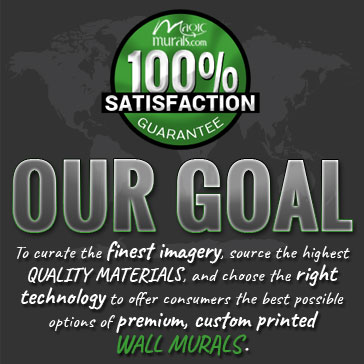 Magic
murals.com
100%
SATISFACTION
GUARANTEE
OUR GOAL
To curate the finest imagery, source the highest
QUALITY MATERIALS, and choose the right
technology to offer consumers the best possible
options of premium, custom printed
WALL MURALS.